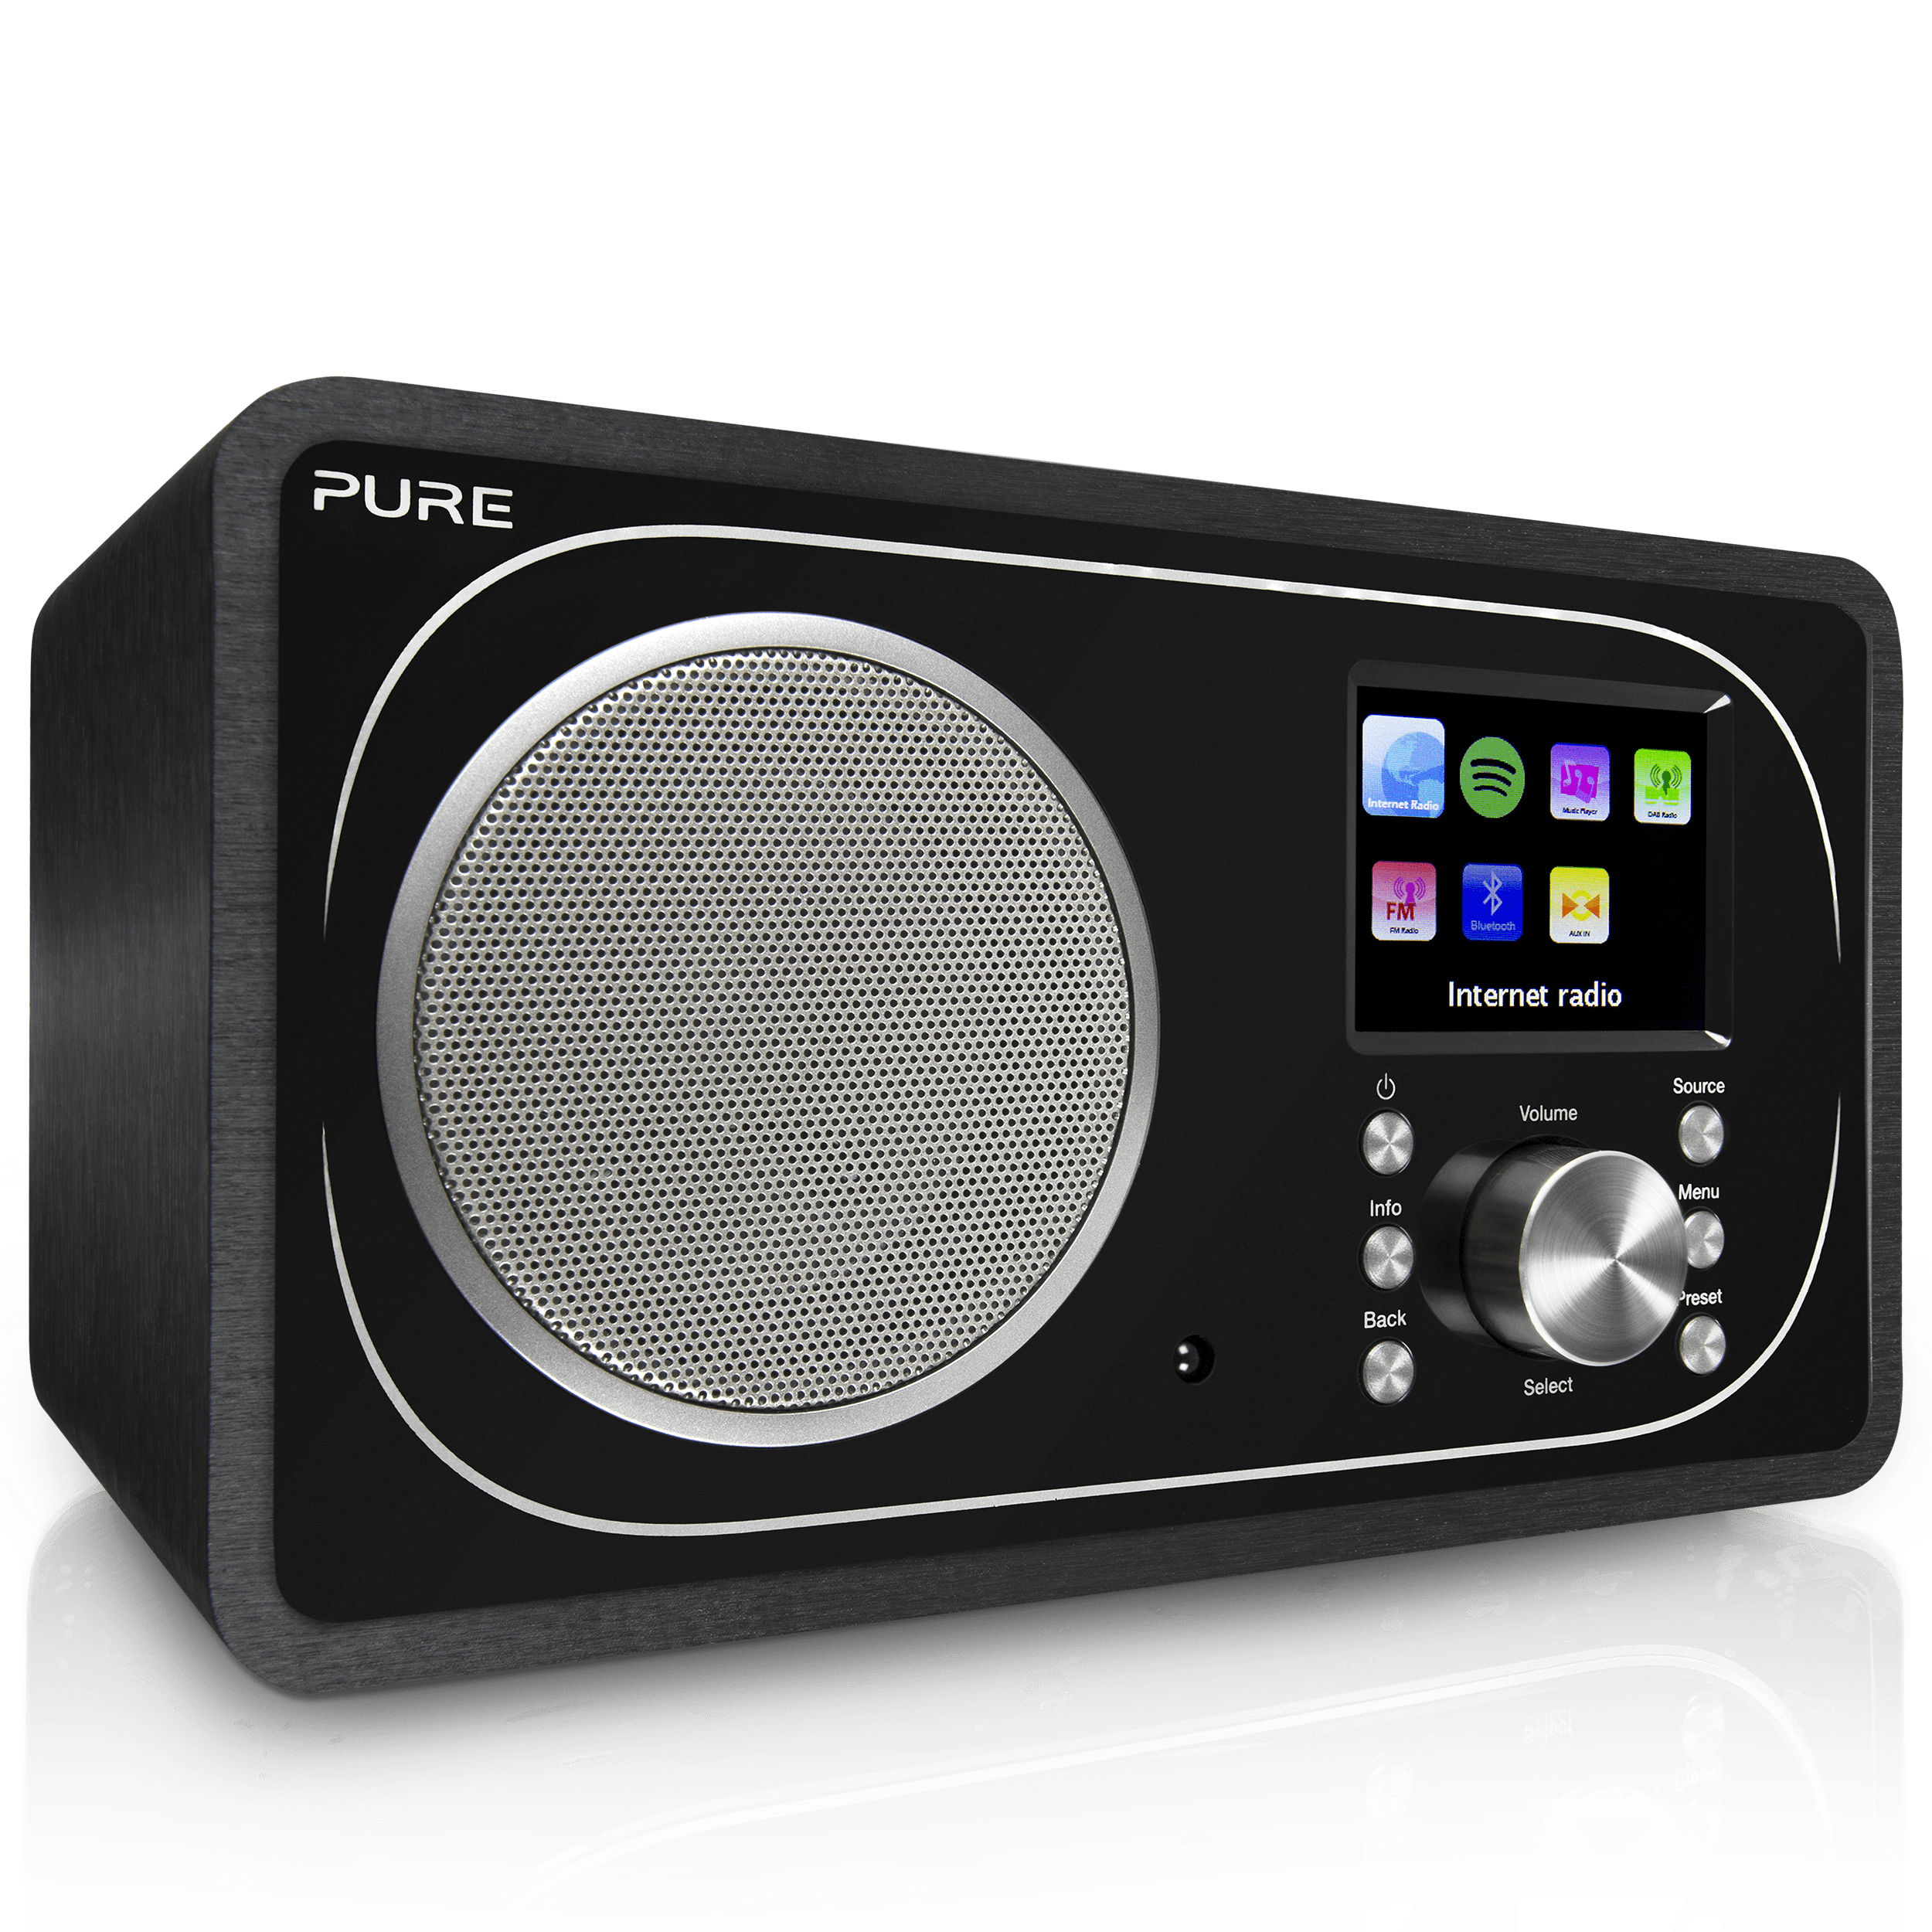 PURE
Internet Radio
Music Player
DAB Radio
FM
FM Radio
Bluetooth
AUX IN
Internet radio
Source
Volume
Menu
Info
Preset
Back
Select